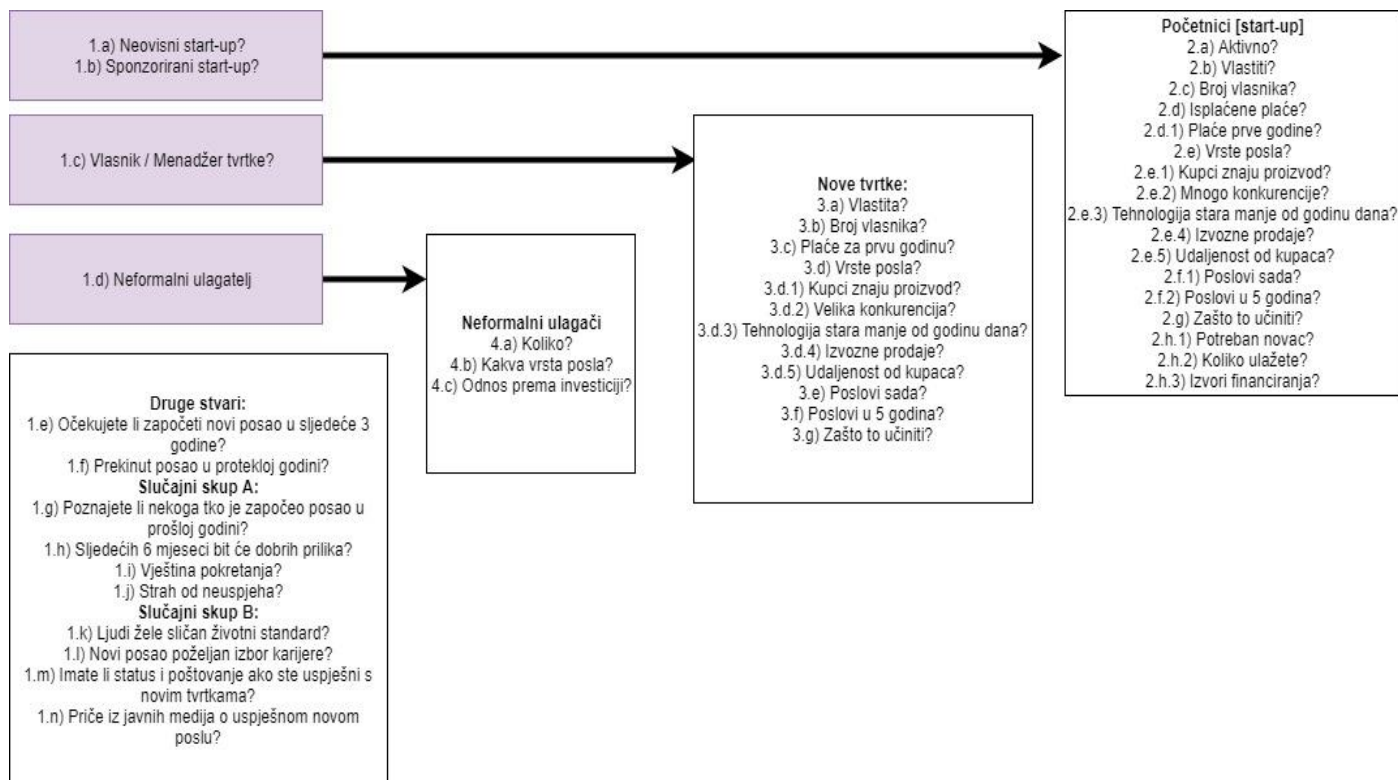 1.a) Neovisni start-up?
1.b) Sponzorirani start-up?
1.c) Vlasnik / Menadžer tvrtke?
1.d) Neformalni ulagatelj
Druge stvari:
1.e) Očekujete li započeti novi posao u sljedeće 3
godine?
1.f) Prekinut posao u protekloj godini?
Slučajni skup A:
1.g) Poznajete li nekoga tko je započeo posao u
prošloj godini?
1.h) Sljedećih 6 mjeseci bit će dobrih prilika?
1.i) Vještina pokretanja?
1.j) Strah od neuspjeha?
Slučajni skup B:
1.k) Ljudi žele sličan životni standard?
1.l) Novi posao poželjan izbor karijere?
1.m) Imate li status i poštovanje ako ste uspješni s
novim tvrtkama?
1.n) Priče iz javnih medija o uspješnom novom
poslu?
Neformalni ulagači
4.a) Koliko?
4.b) Kakva vrsta posla?
4.c) Odnos prema investiciji?
Nove tvrtke:
3.a) Vlastita?
3.b) Broj vlasnika?
3.c) Plaće za prvu godinu?
3.d) Vrste posla?
3.d.1) Kupci znaju proizvod?
3.d.2) Velika konkurencija?
3.d.3) Tehnologija stara manje od godinu dana?
3.d.4) Izvozne prodaje?
3.d.5) Udaljenost od kupaca?
3.e) Poslovi sada?
3.f) Poslovi u 5 godina?
3.g) Zašto to učiniti?
Početnici [start-up]
2.a) Aktivno?
2.b) Vlastiti?
2.c) Broj vlasnika?
2.d) Isplaćene plaće?
2.d.1) Plaće prve godine?
2.e) Vrste posla?
2.e.1) Kupci znaju proizvod?
2.e.2) Mnogo konkurencije?
2.e.3) Tehnologija stara manje od godinu dana?
2.e.4) Izvozne prodaje?
2.e.5) Udaljenost od kupaca?
2.f.1) Poslovi sada?
2.f.2) Poslovi u 5 godina?
2.g) Zašto to učiniti?
2.h.1) Potreban novac?
2.h.2) Koliko ulažete?
2.h.3) Izvori financiranja?